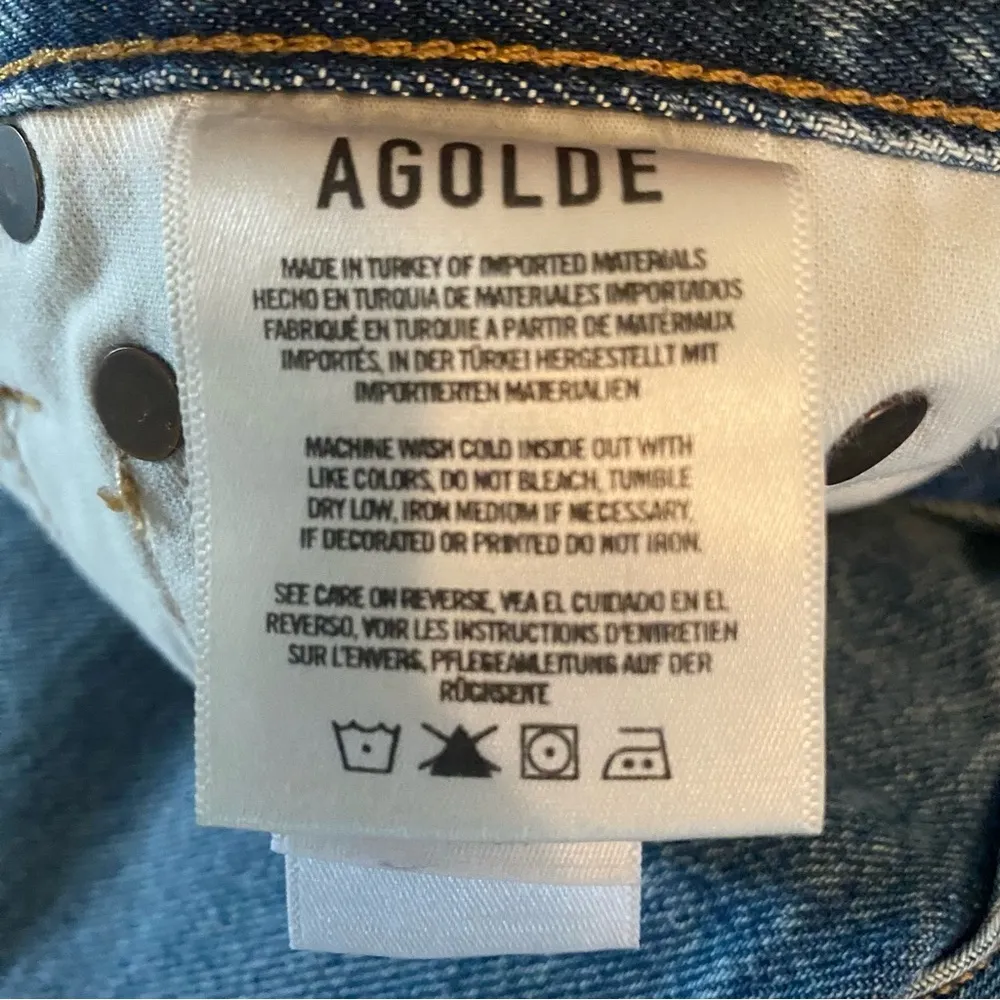 AGOLDE
MADE IN TURKEY OF IMPORTED MATERIALS
HECHO EN TURQUIA DE MATERIALES IMPORTADOS
FABRIQUÉ EN TURQUIE A PARTIR DE MATÉRIAUX
IMPORTÉS, IN DER TÜRKEI HERGESTELLT MIT
IMPORTIERTEN MATERIALIEN
MACHINE WASH COLD INSIDE OUT WITH
LIKE COLORS, DO NOT BLEACH, TUMBLE
DRY LOW, IRON MEDIUM IF NECESSARY.
IF DECORATED OR PRINTED DO NOT IRON.
SEE CARE ON REVERSE, VEA EL CUIDADO EN EL
REVERSO, VOIR LES INSTRUCTIONS D'ENTRETIEN
SUR L'ENVERS, PFLEGEANLEITUNG AUF DER
RÜCKSEITE